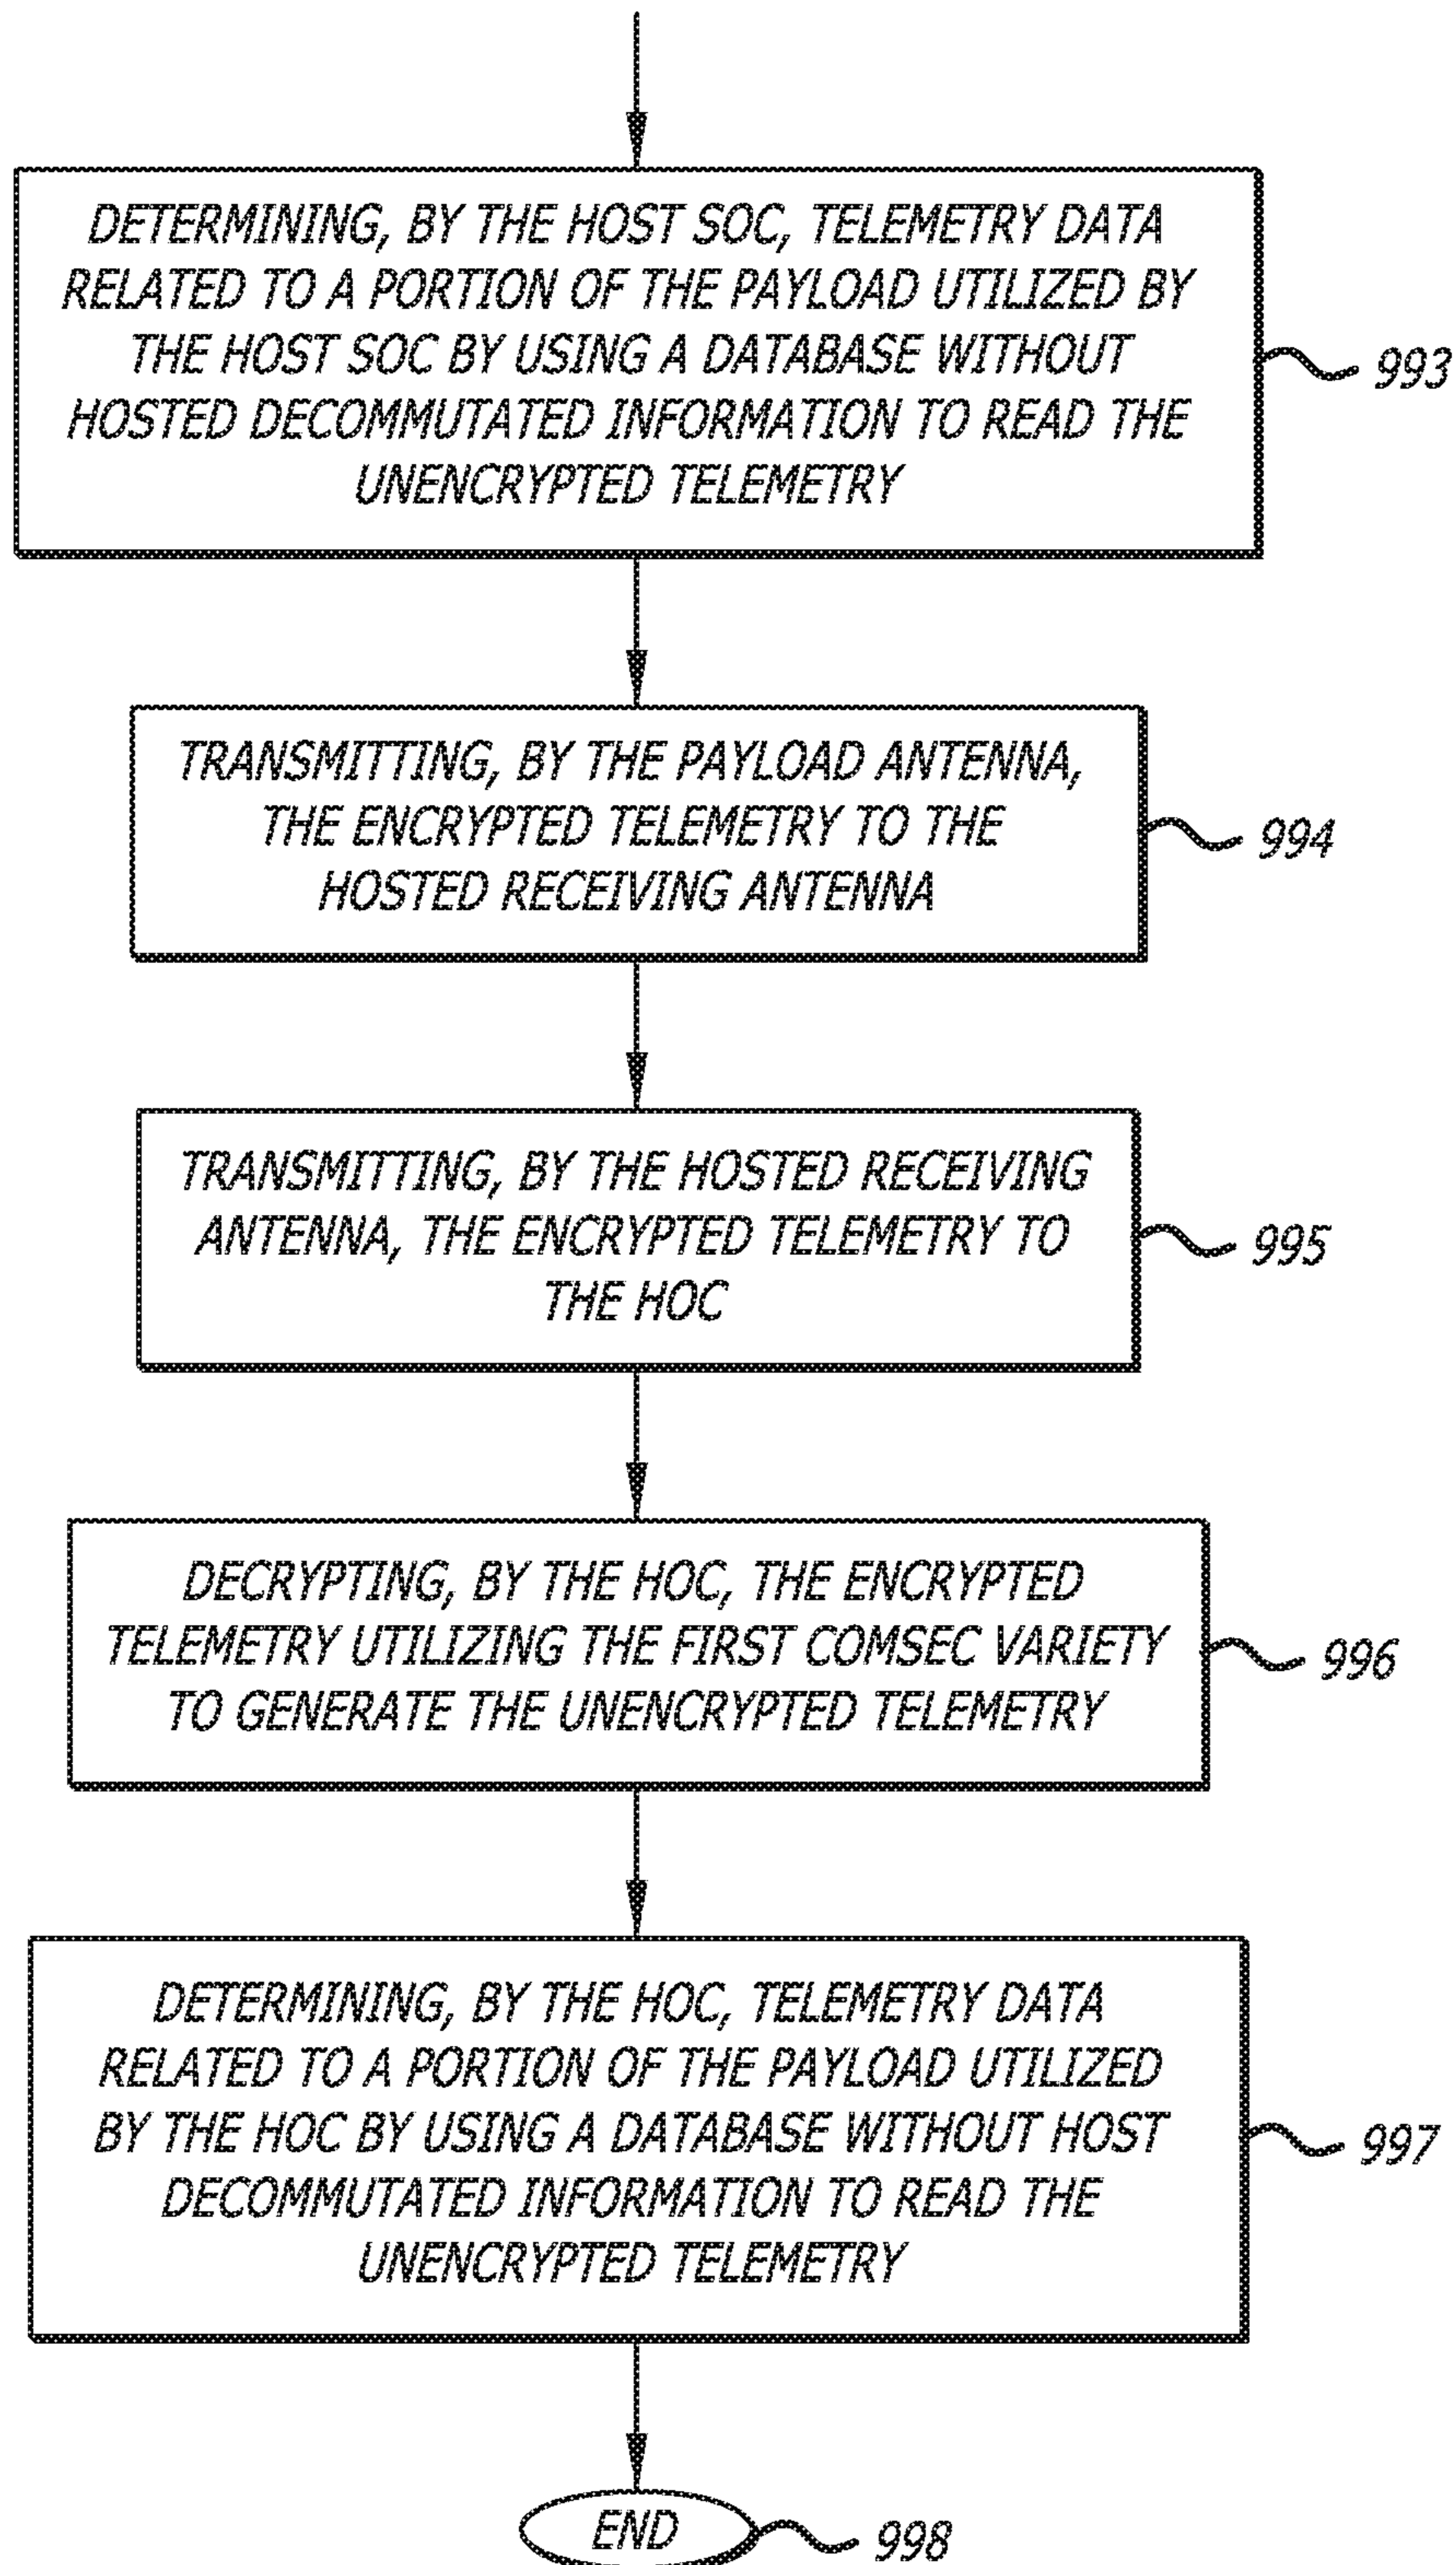 DETERMINING, BY THE HOST SOC, TELEMETRY DATA
RELATED TO A PORTION OF THE PAYLOAD UTILIZED BY
THE HOST SOC BY USING A DATABASE WITHOUT
HOSTED DECOMMUTATED INFORMATION TO READ THE
UNENCRYPTED TELEMETRY
993
TRANSMITTING, BY THE PAYLOAD ANTENNA,
THE ENCRYPTED TELEMETRY TO THE
HOSTED RECEIVING ANTENNA
994
TRANSMITTING, BY THE HOSTED RECEIVING
ANTENNA, THE ENCRYPTED TELEMETRY TO
THE HOC
995
DECRYPTING, BY THE HOC, THE ENCRYPTED
TELEMETRY UTILIZING THE FIRST COMSEC VARIETY
TO GENERATE THE UNENCRYPTED TELEMETRY
996
DETERMINING, BY THE HOC, TELEMETRY DATA
RELATED TO A PORTION OF THE PAYLOAD UTILIZED
BY THE HOC BY USING A DATABASE WITHOUT HOST
DECOMMUTATED INFORMATION TO READ THE
UNENCRYPTED TELEMETRY
997
END
998